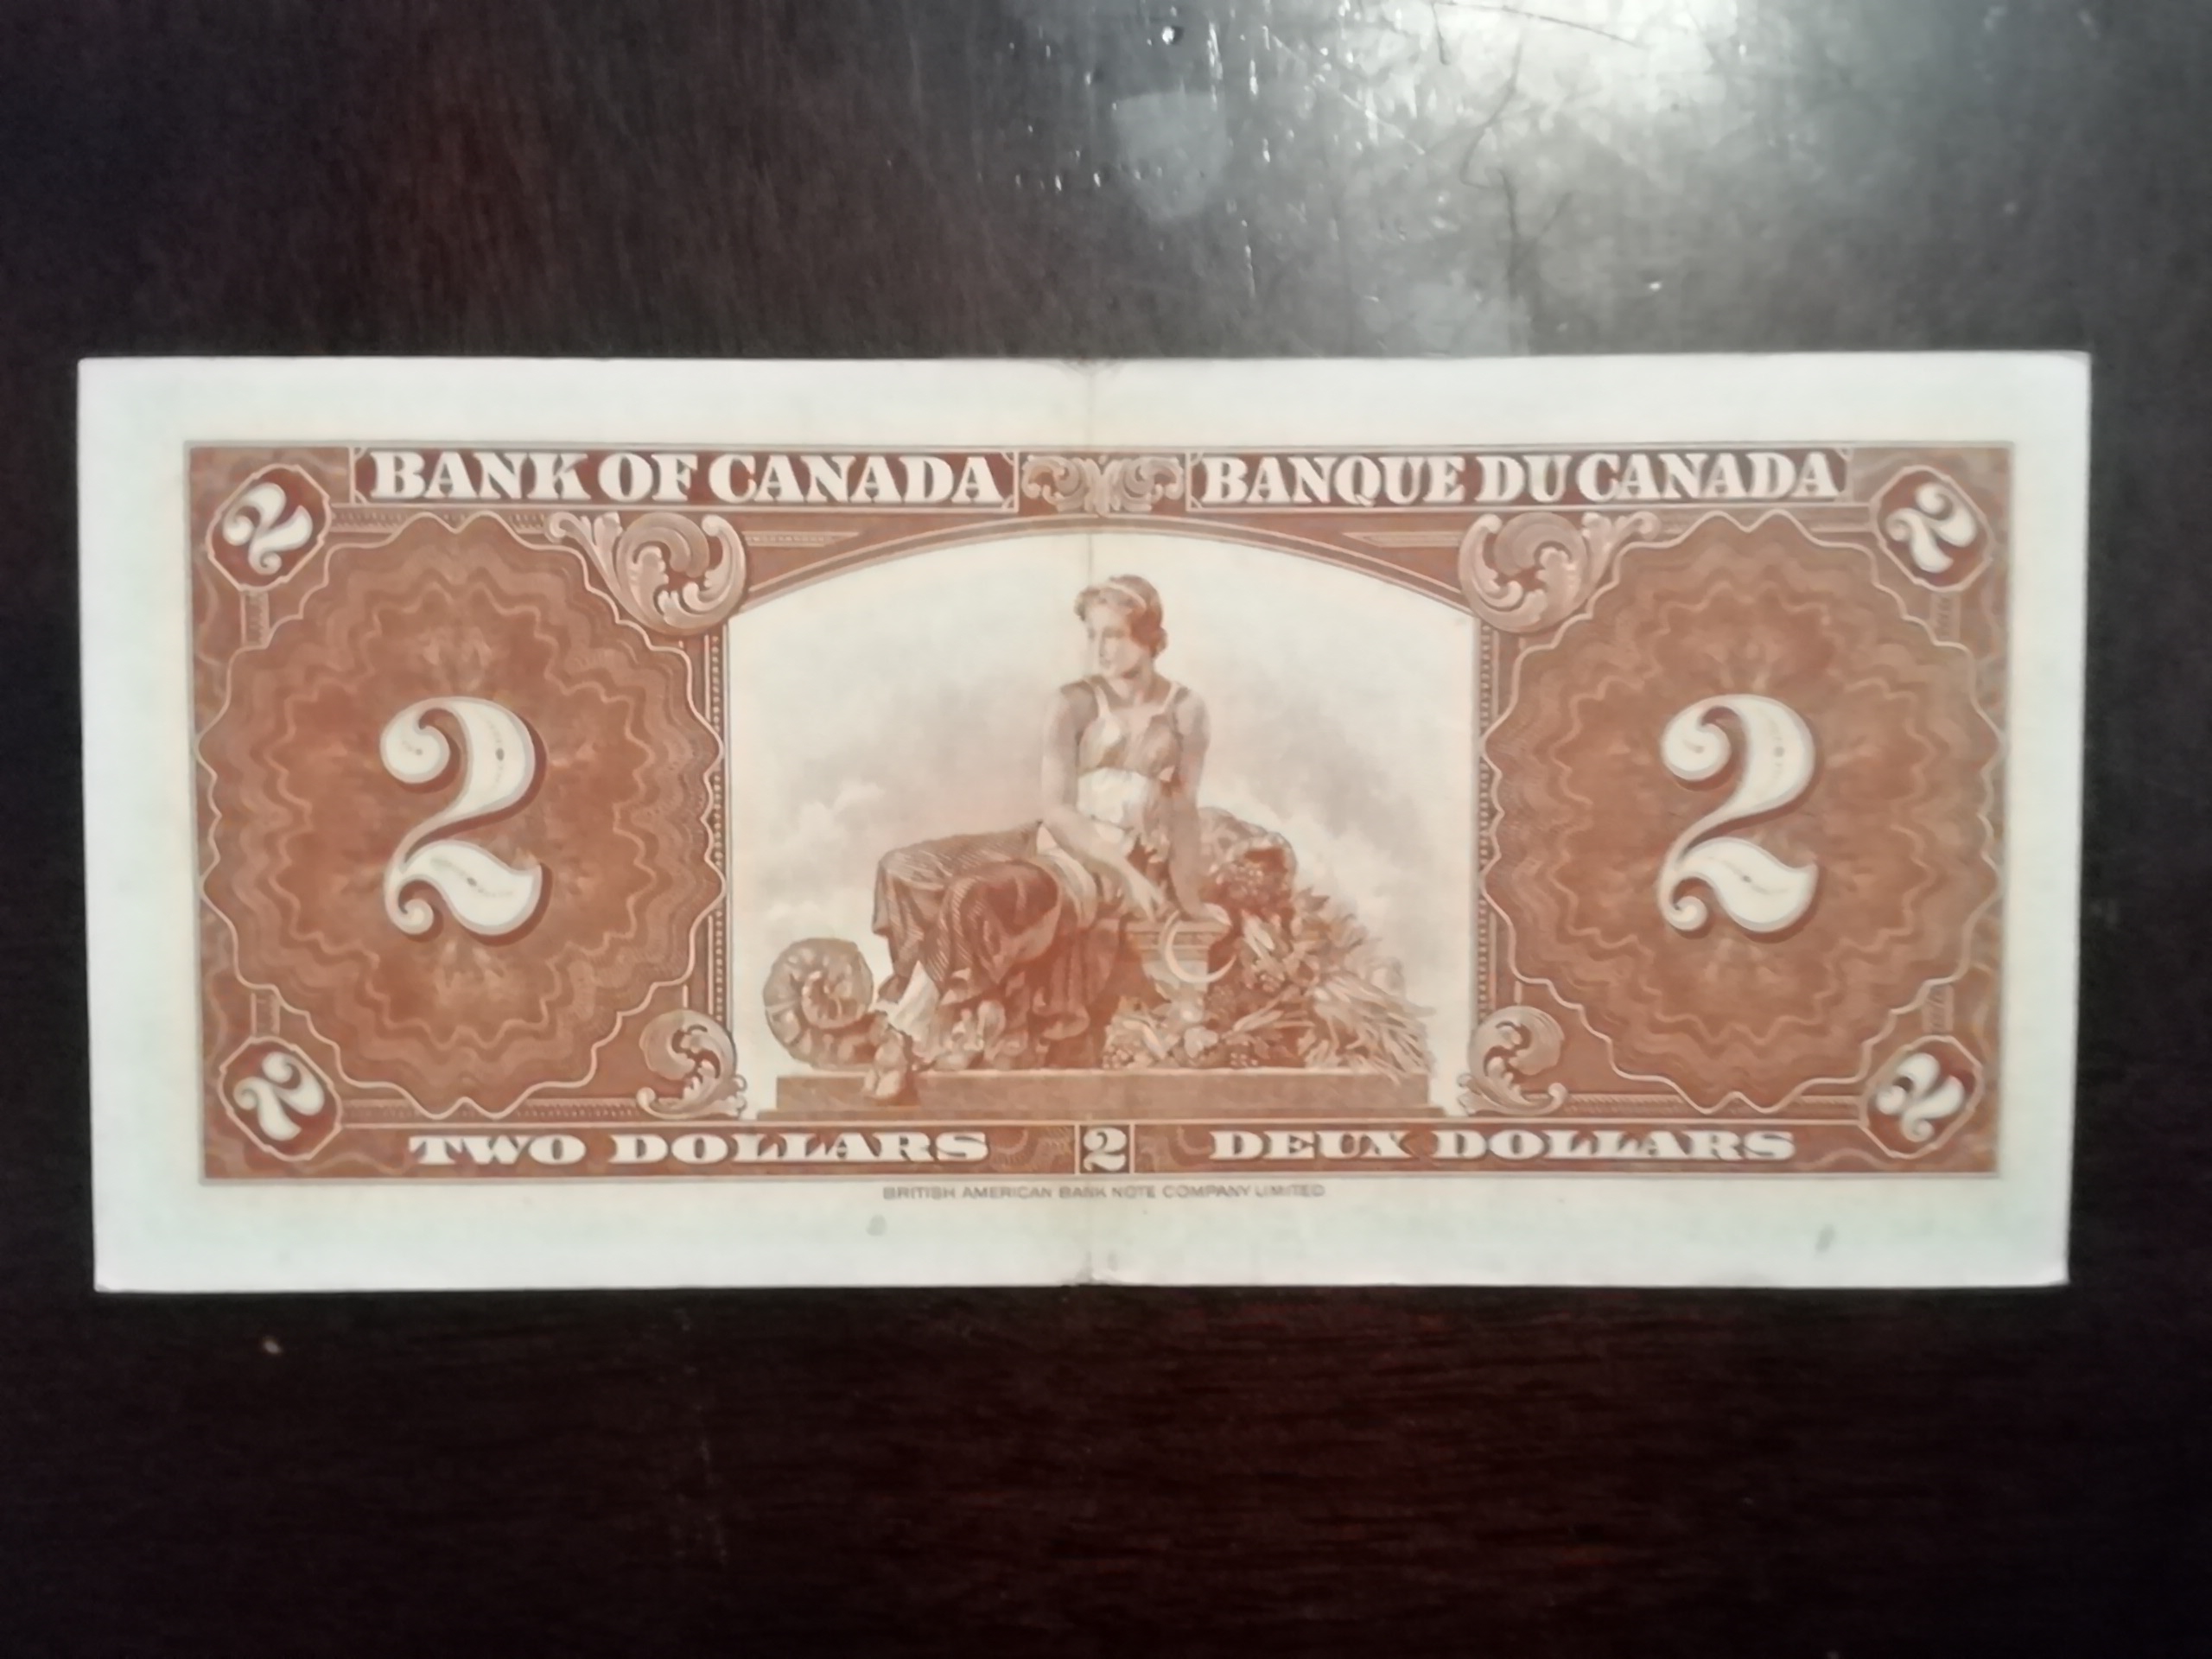 BANK OF CANADA BANQUE DU CANADA
2 2
2 2
2 2
TWO DOLLARS 2 DEUX DOLLARS
BRITISH AMERICAN BANK NOTE COMPANY LIMITED